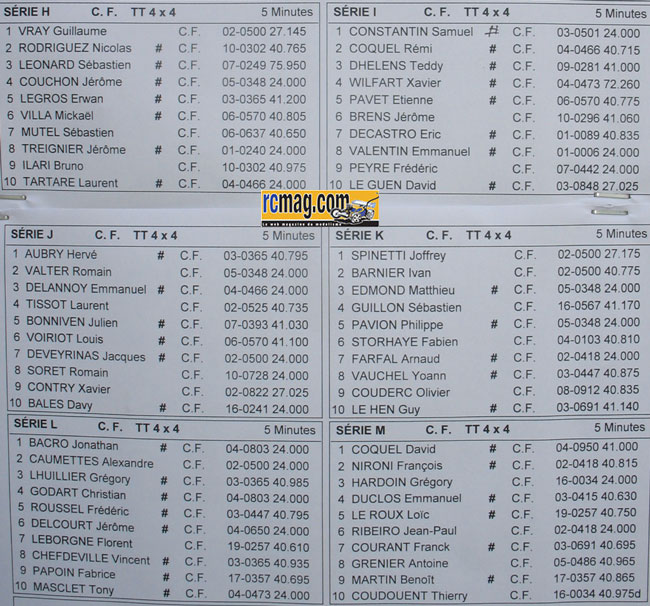 SÉRIE H C. F. TT 4 x 4 5 Minutes
1 VRAY Guillaume C.F. 02-0500 27.145
2 RODRIGUEZ Nicolas # C.F. 10-0302 40.765
3 LEONARD Sébastien # C.F. 07-0249 75.950
4 COUCHON Jérôme # C.F. 05-0348 24.000
5 LEGROS Erwan # C.F. 03-0365 41.200
6 VILLA Mickaël # C.F. 06-0570 40.805
7 MUTEL Sébastien C.F. 06-0637 40.650
8 TREIGNIER Jérôme # C.F. 01-0240 24.000
9 ILARI Bruno C.F. 10-0302 40.975
10 TARTARE Laurent # C.F. 04-0466 24.000
SÉRIE I C. F. TT 4 x 4 5 Minutes
1 CONSTANTIN Samuel # C.F. 03-0501 24.000
2 COQUEL Rémi # C.F. 04-0466 40.715
3 DHELENS Teddy # C.F. 09-0281 41.000
4 WILFART Xavier # C.F. 04-0473 72.260
5 PAVET Etienne # C.F. 06-0570 40.775
6 BRENS Jérôme C.F. 10-0296 41.060
7 DECASTRO Eric # C.F. 01-0089 40.835
8 VALENTIN Emmanuel # C.F. 01-0006 24.000
9 PEYRE Frédéric C.F. 07-0442 24.000
10 LE GUEN David # C.F. 03-0848 27.025
rcmag.com
Le web magazine du modélisme
SÉRIE J C. F. TT 4 x 4 5 Minutes
1 AUBRY Hervé # C.F. 03-0365 40.795
2 VALTER Romain C.F. 05-0348 24.000
3 DELANNOY Emmanuel # C.F. 04-0466 24.000
4 TISSOT Laurent C.F. 02-0525 40.735
5 BONNIVEN Julien # C.F. 07-0393 41.030
6 VOIRIOT Louis # C.F. 06-0570 41.100
7 DEVEYRINAS Jacques # C.F. 02-0500 24.000
8 SORET Romain C.F. 10-0728 24.000
9 CONTRY Xavier C.F. 02-0822 27.025
10 BALES Davy # C.F. 16-0241 24.000
SÉRIE K C. F. TT 4 x 4 5 Minutes
1 SPINETTI Joffrey C.F. 02-0500 27.175
2 BARNIER Ivan C.F. 02-0500 40.775
3 EDMOND Matthieu # C.F. 05-0348 24.000
4 GUILLON Sébastien C.F. 16-0567 41.170
5 PAVION Philippe # C.F. 05-0348 24.000
6 STORHAYE Fabien C.F. 04-0103 40.810
7 FARFAL Arnaud # C.F. 02-0418 24.000
8 VAUCHEL Yoann # C.F. 03-0447 40.875
9 COUDERC Olivier C.F. 08-0912 40.835
10 LE HEN Guy # C.F. 03-0691 41.140
SÉRIE L C. F. TT 4 x 4 5 Minutes
1 BACRO Jonathan # C.F. 04-0803 24.000
2 CAUMETTES Alexandre C.F. 02-0500 24.000
3 LHUILLIER Grégory # C.F. 03-0365 40.985
4 GODART Christian # C.F. 04-0803 24.000
5 ROUSSEL Frédéric # C.F. 03-0447 40.795
6 DELCOURT Jérôme # C.F. 04-0650 24.000
7 LEBORGNE Florent C.F. 19-0257 40.610
8 CHEFDEVILLE Vincent # C.F. 03-0365 40.935
9 PAPOIN Fabrice # C.F. 17-0357 40.695
10 MASCLET Tony # C.F. 04-0473 24.000
SÉRIE M C. F. TT 4 x 4 5 Minutes
1 COQUEL David # C.F. 04-0950 41.000
2 NIRONI François # C.F. 02-0418 40.815
3 HARDOIN Grégory C.F. 16-0034 24.000
4 DUCLOS Emmanuel # C.F. 03-0415 40.630
5 LE ROUX Loïc # C.F. 19-0257 40.750
6 RIBEIRO Jean-Paul C.F. 02-0418 24.000
7 COURANT Franck # C.F. 03-0691 40.695
8 GRENIER Antoine C.F. 05-0486 40.965
9 MARTIN Benoît # C.F. 17-0357 40.865
10 COUDOUENT Thierry C.F. 16-0034 40.975d